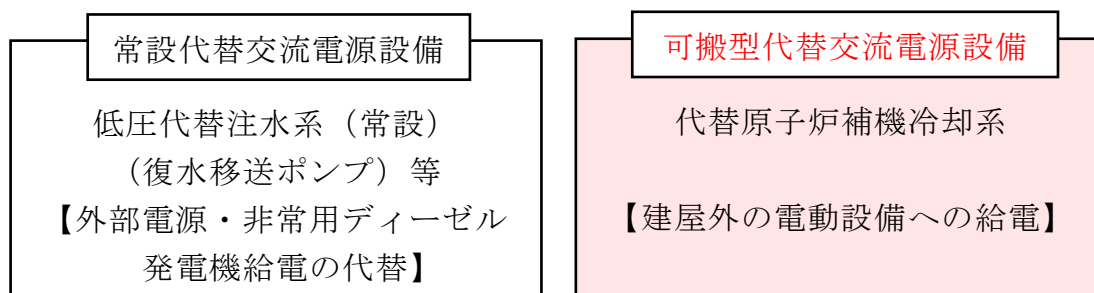 常設代替交流電源設備
低圧代替注水系（常設）
（復水移送ポンプ）等
【外部電源・非常用ディーゼル
発電機給電の代替】
可搬型代替交流電源設備
代替原子炉補機冷却系
【建屋外の電動設備への給電】